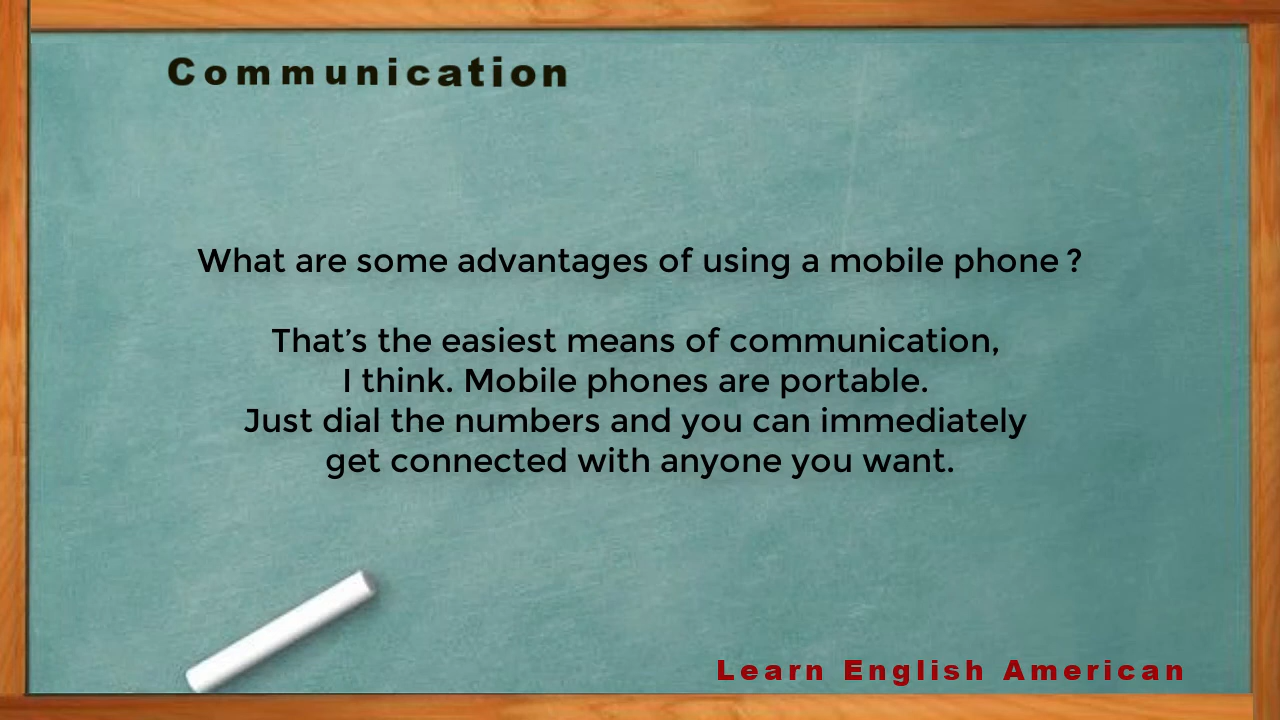 Communication
What are some advantages of using a mobile phone ?
That’s the easiest means of communication,
I think. Mobile phones are portable.
Just dial the numbers and you can immediately
get connected with anyone you want.
Learn English American